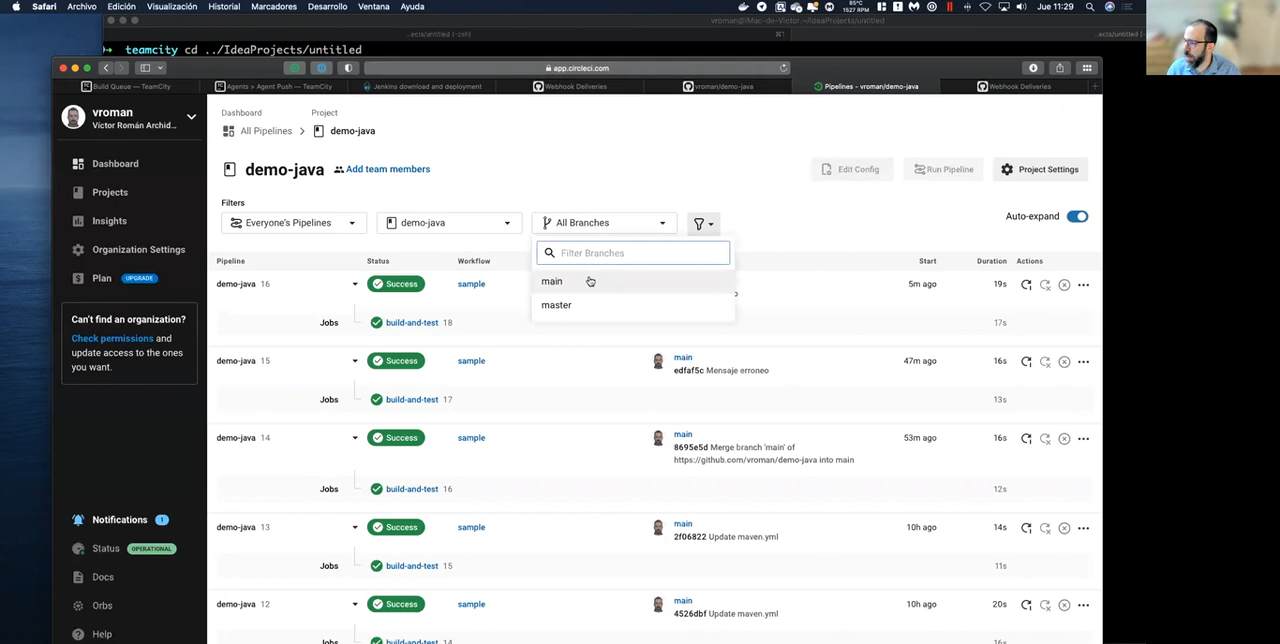 Safari Archivo Edición Visualización Historial Marcadores Desarrollo Ventana Ayuda
85°C
1527 RPM
Jue 11:29
vroman@iMac-de-Victor:~/IdeaProjects/untitled
teamcity cd ../IdeaProjects/untitled
app.circleci.com
Build Queue — TeamCity
Agents > Agent Push — TeamCity
Jenkins download and deployment
Webhook Deliveries
vroman/demo-java
Pipelines - vroman/demo-java
Webhook Deliveries
vroman
Víctor Román Archid...
Dashboard
Projects
Insights
Organization Settings
Plan UPGRADE
Can't find an organization?
Check permissions and
update access to the ones
you want.
Notifications 1
Status OPERATIONAL
Docs
Orbs
Help
Dashboard
Project
All Pipelines
demo-java
demo-java Add team members
Edit Config
Run Pipeline
Project Settings
Filters
Everyone's Pipelines
demo-java
All Branches
Auto-expand
Filter Branches
main
master
Pipeline Status Workflow Start Duration Actions
demo-java 16 Success sample 5m ago 19s
Jobs build-and-test 18 17s
demo-java 15 Success sample main 47m ago 16s
edfaf5c Mensaje erroneo
Jobs build-and-test 17 13s
demo-java 14 Success sample main 53m ago 16s
8695e5d Merge branch 'main' of
https://github.com/vroman/demo-java into main
Jobs build-and-test 16 12s
demo-java 13 Success sample main 10h ago 14s
2f06822 Update maven.yml
Jobs build-and-test 15 11s
demo-java 12 Success sample main 10h ago 20s
4526dbf Update maven.yml
Jobs build-and-test 14 16s